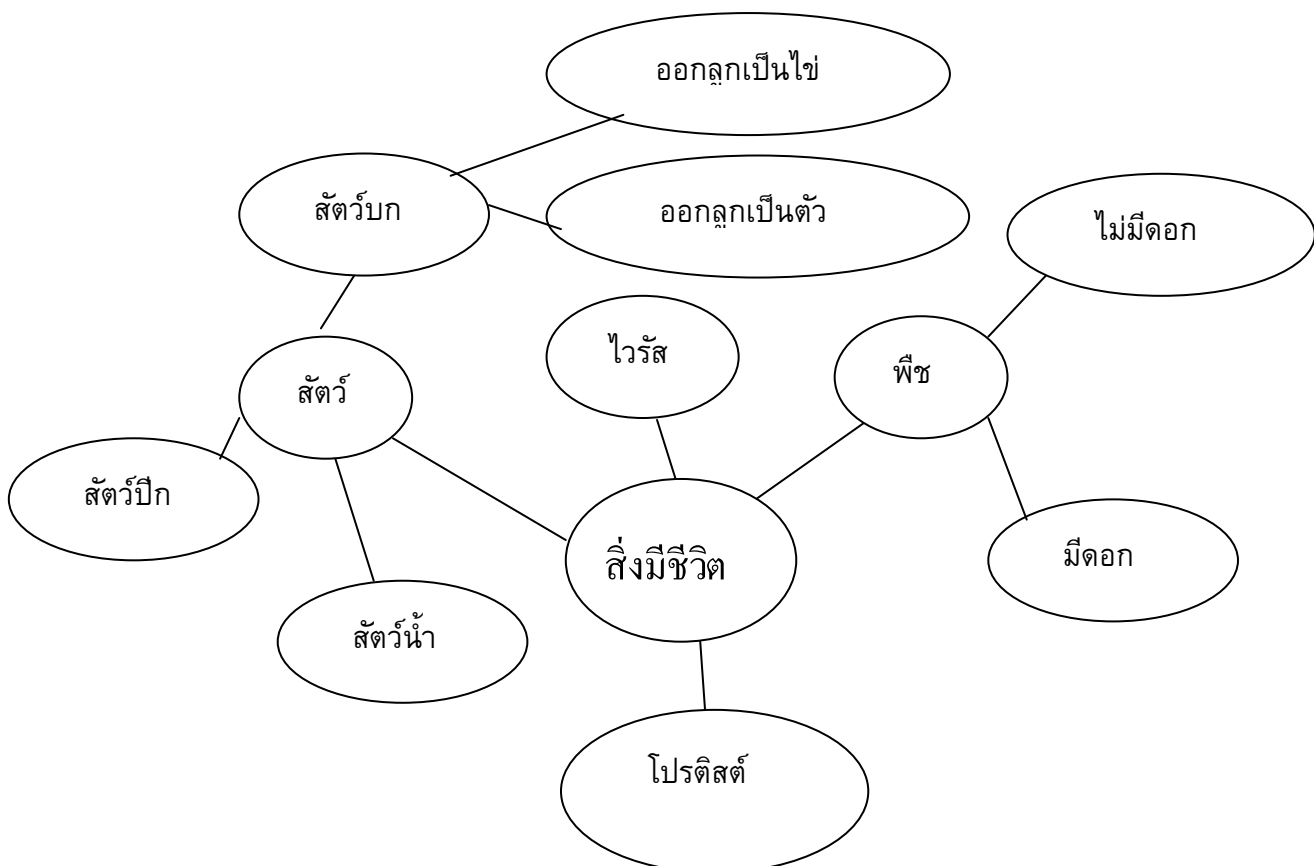 ออกลูกเป็นไข่
สัตว์บก
ออกลูกเป็นตัว
ไม่มีดอก
ไวรัส
พืช
สัตว์
สัตว์ปีก
สิ่งมีชีวิต
มีดอก
สัตว์น้ำ
โปรติสต์